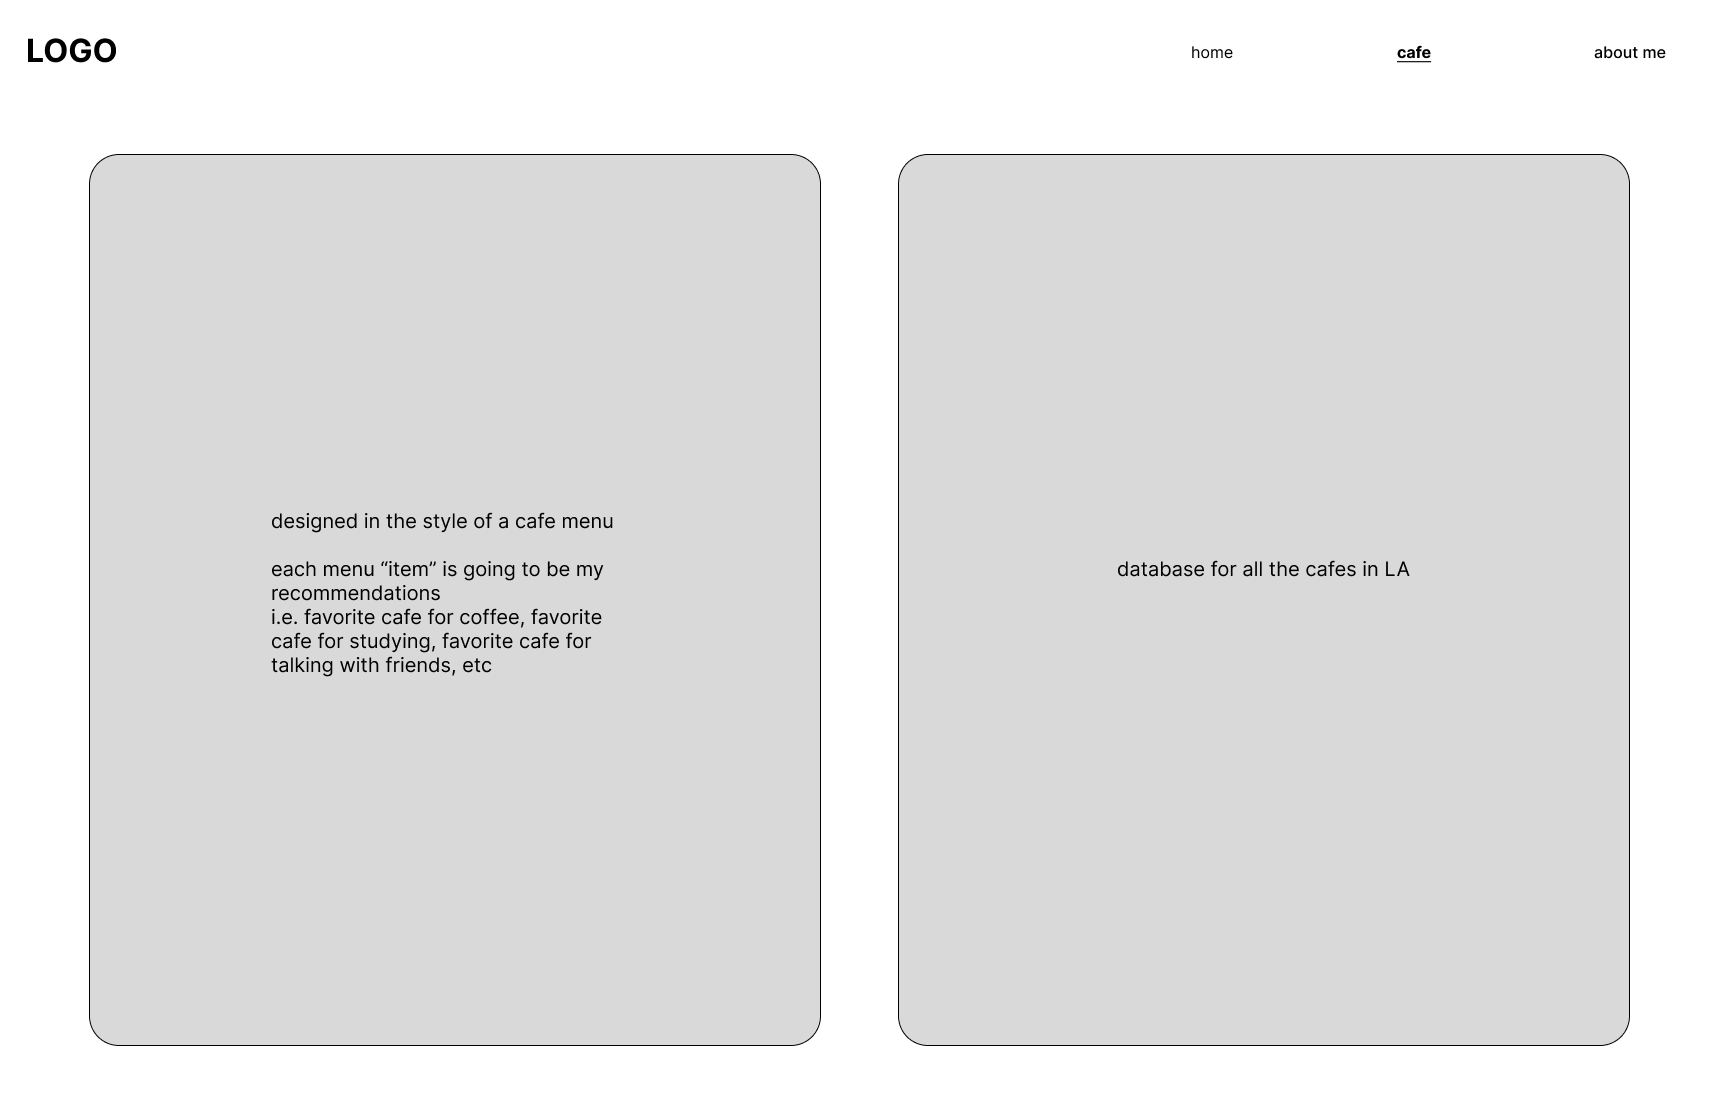 LOGO
home
cafe
about me
designed in the style of a cafe menu
each menu “item” is going to be my
recommendations
i.e. favorite cafe for coffee, favorite
cafe for studying, favorite cafe for
talking with friends, etc
database for all the cafes in LA